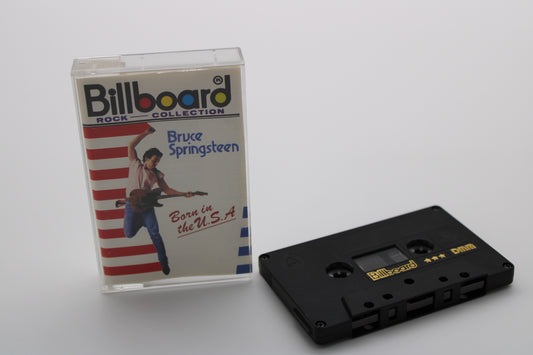 Billboard®
ROCK COLLECTION
Bruce
Springsteen
Born in
the U.S.A
Billboard
★★★ DMM